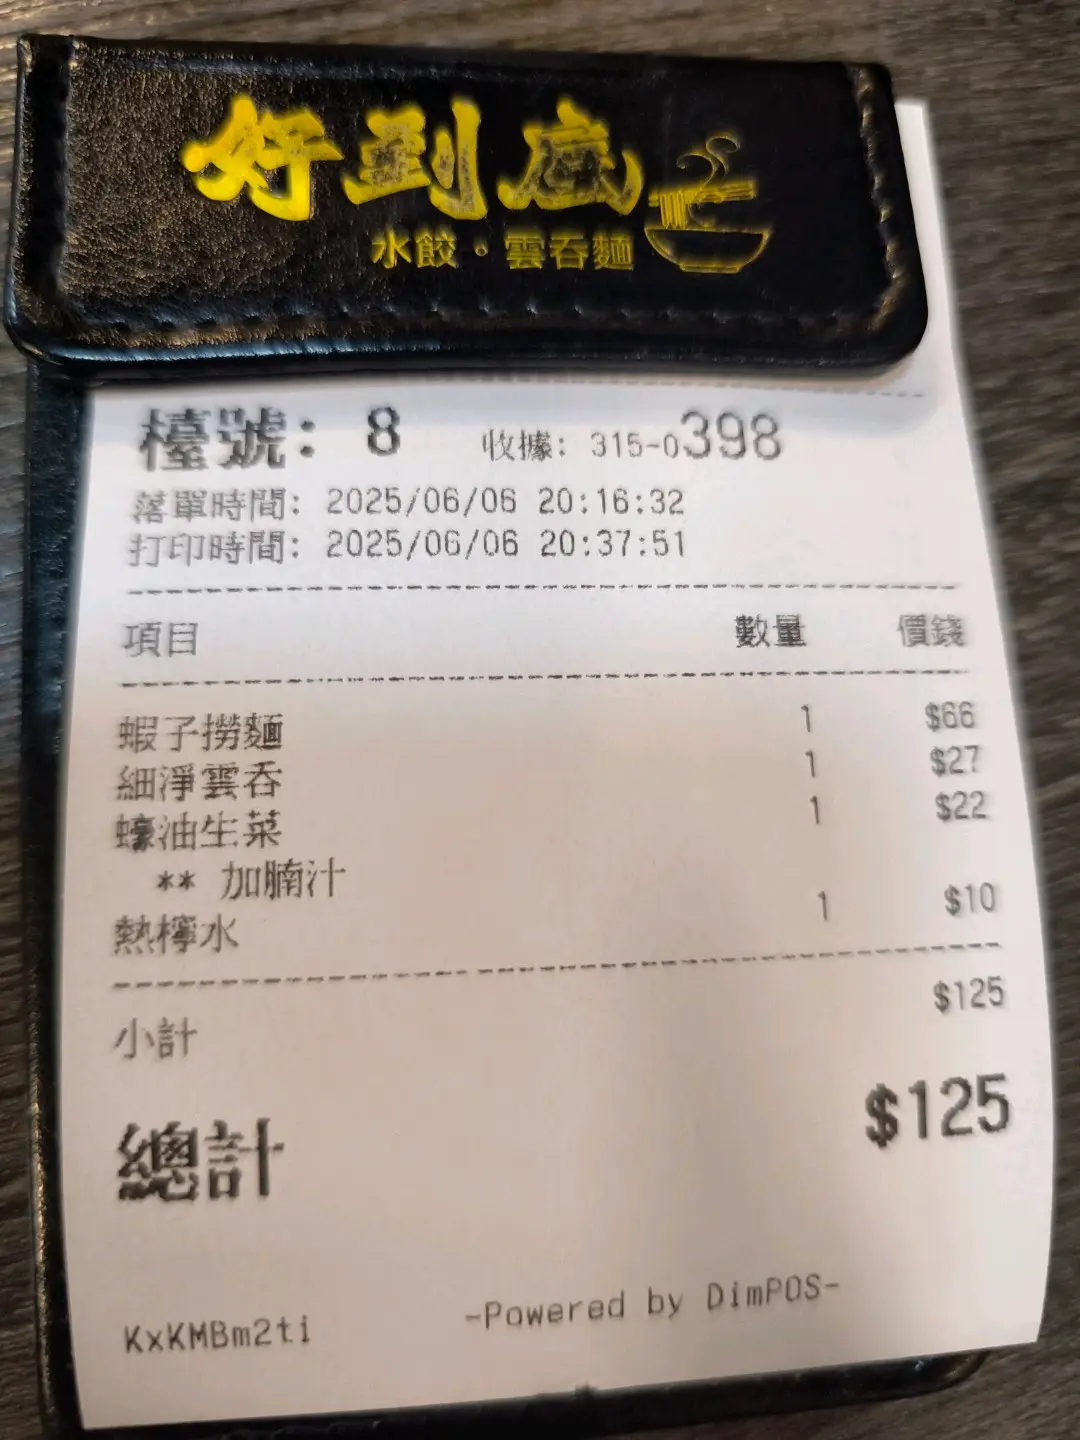 好到底
水餃。雲吞麵
檯號: 8 收據: 315-0398
落單時間: 2025/06/06 20:16:32
打印時間: 2025/06/06 20:37:51
項目 數量 價錢
蝦子撈麵 1 $66
細淨雲吞 1 $27
蠔油生菜 1 $22
** 加腩汁
熱檸水 1 $10
小計 $125
總計 $125
KxKMBm2ti -Powered by DimPOS-